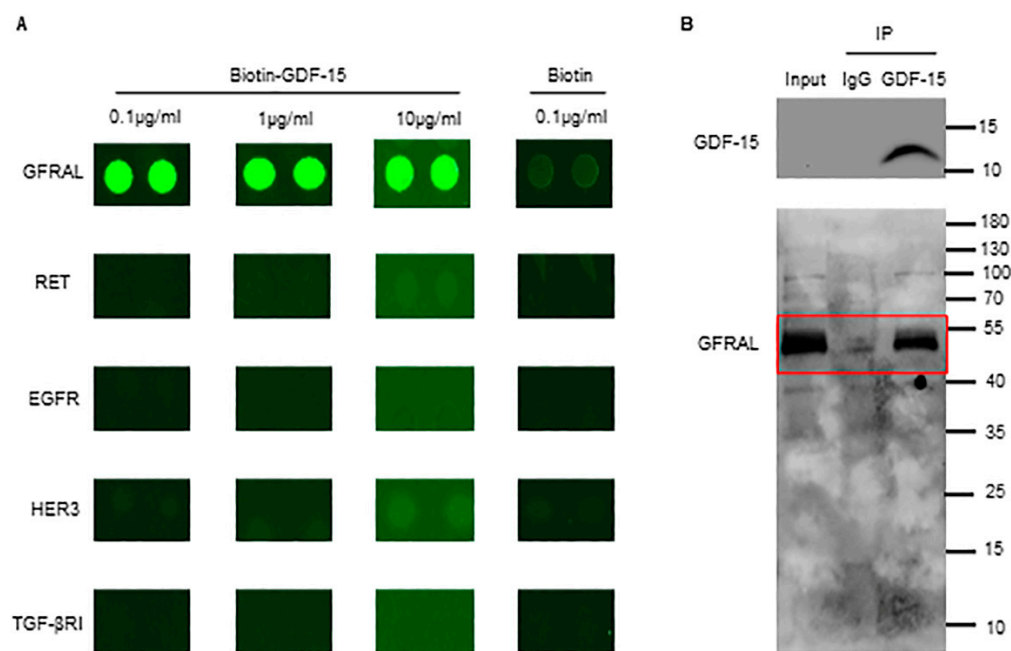 A
Biotin-GDF-15
Biotin
0.1µg/ml
1µg/ml
10µg/ml
0.1µg/ml
GFRAL
RET
EGFR
HER3
TGF-βRI
B
IP
Input IgG GDF-15
GDF-15
15
10
GFRAL
180
130
100
70
55
40
35
25
15
10